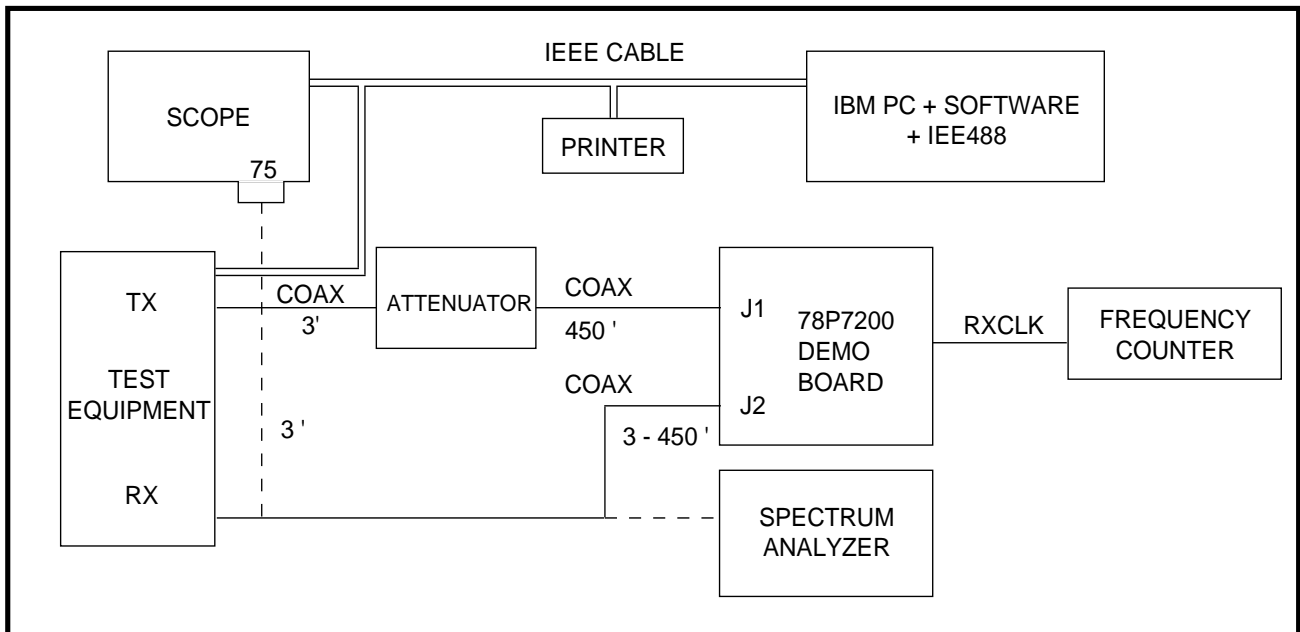 IEEE CABLE
SCOPE
75
PRINTER
IBM PC + SOFTWARE
+ IEE488
TX
COAX
3'
ATTENUATOR
COAX
450 '
J1
78P7200
DEMO
BOARD
RXCLK
FREQUENCY
COUNTER
TEST
EQUIPMENT
3 '
COAX
J2
3 - 450 '
RX
SPECTRUM
ANALYZER